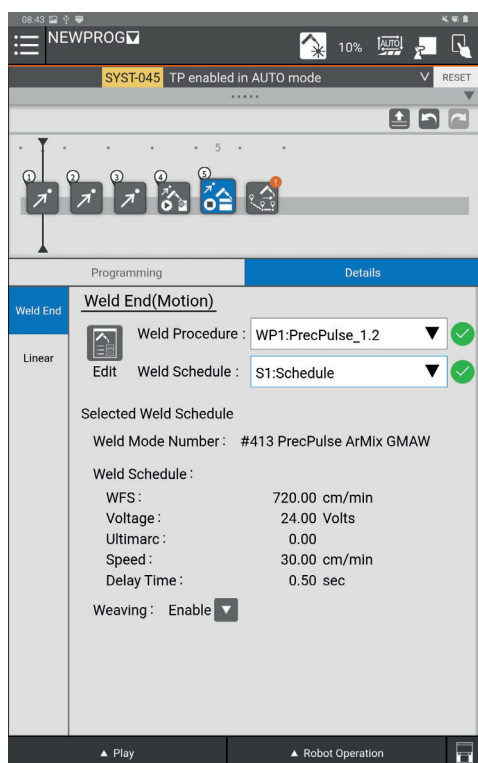 08:43
NEWPROG
10% AUTO
SYST-045 TP enabled in AUTO mode RESET
5
1 2 3 4 5 !
Programming Details
Weld End
Linear
Weld End(Motion)
Weld Procedure : WP1:PrecPulse_1.2
Edit Weld Schedule : S1:Schedule
Selected Weld Schedule
Weld Mode Number : #413 PrecPulse ArMix GMAW
Weld Schedule :
WFS : 720.00 cm/min
Voltage : 24.00 Volts
Ultimarc : 0.00
Speed : 30.00 cm/min
Delay Time : 0.50 sec
Weaving : Enable
▲ Play ▲ Robot Operation